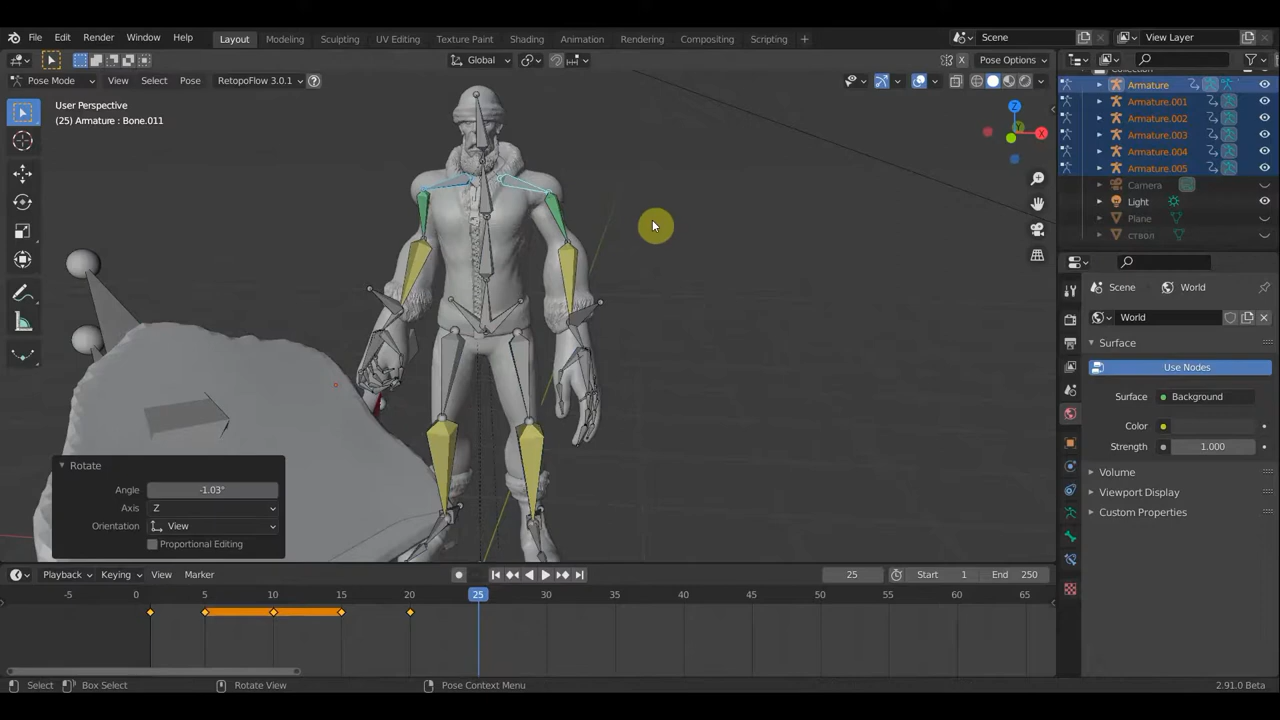 File Edit Render Window Help Layout Modeling Sculpting UV Editing Texture Paint Shading Animation Rendering Compositing Scripting + Scene View Layer
Global Pose Options
Pose Mode View Select Pose RetopoFlow 3.0.1 ?
User Perspective
(25) Armature : Bone.011
Z
X
Y
Collection
Armature
Armature.001
Armature.002
Armature.003
Armature.004
Armature.005
Camera
Light
Plane
ствол
Scene World
World
Surface
Use Nodes
Surface Background
Color
Strength 1.000
Volume
Viewport Display
Custom Properties
Rotate
Angle -1.03°
Axis Z
Orientation View
Proportional Editing
Playback Keying View Marker 25 Start 1 End 250
-5 0 5 10 15 20 25 30 35 40 45 50 55 60 65
Select Box Select Rotate View Pose Context Menu 2.91.0 Beta